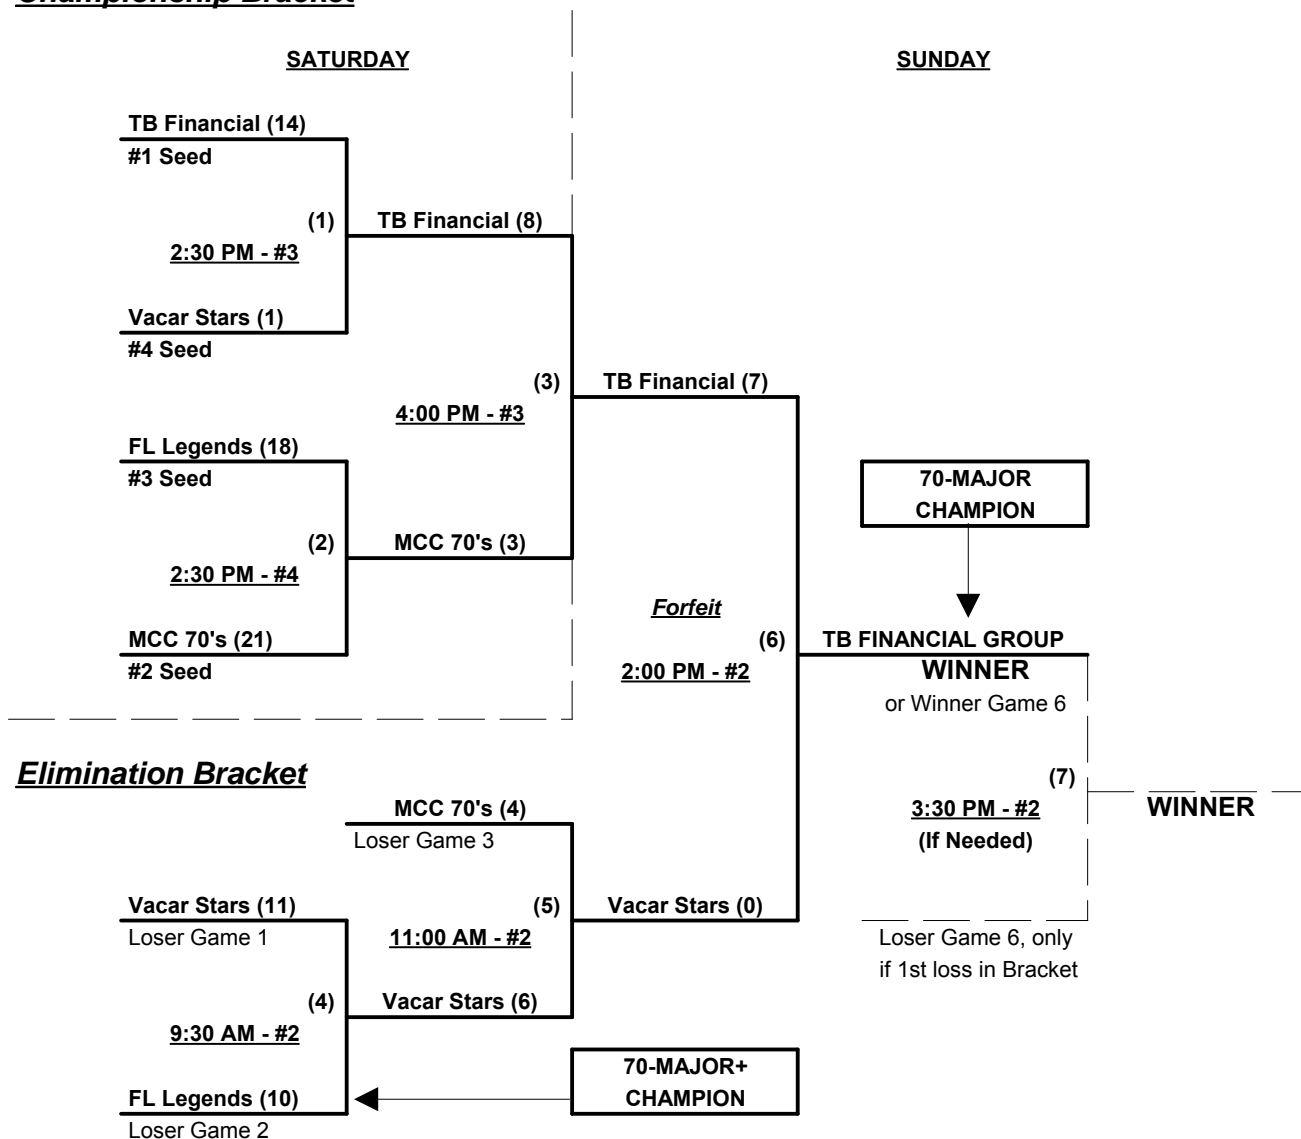 Championship Bracket
SATURDAY
SUNDAY
TB Financial (14)
#1 Seed
(1)
TB Financial (8)
2:30 PM - #3
Vacar Stars (1)
#4 Seed
(3)
TB Financial (7)
4:00 PM - #3
FL Legends (18)
#3 Seed
70-MAJOR
CHAMPION
(2)
MCC 70's (3)
2:30 PM - #4
Forfeit
MCC 70's (21)
#2 Seed
(6)
TB FINANCIAL GROUP
2:00 PM - #2
WINNER
or Winner Game 6
Elimination Bracket
(7)
MCC 70's (4)
3:30 PM - #2
WINNER
Loser Game 3
(If Needed)
Vacar Stars (11)
(5)
Vacar Stars (0)
Loser Game 1
11:00 AM - #2
Loser Game 6, only
if 1st loss in Bracket
(4)
Vacar Stars (6)
9:30 AM - #2
70-MAJOR+
CHAMPION
FL Legends (10)
Loser Game 2